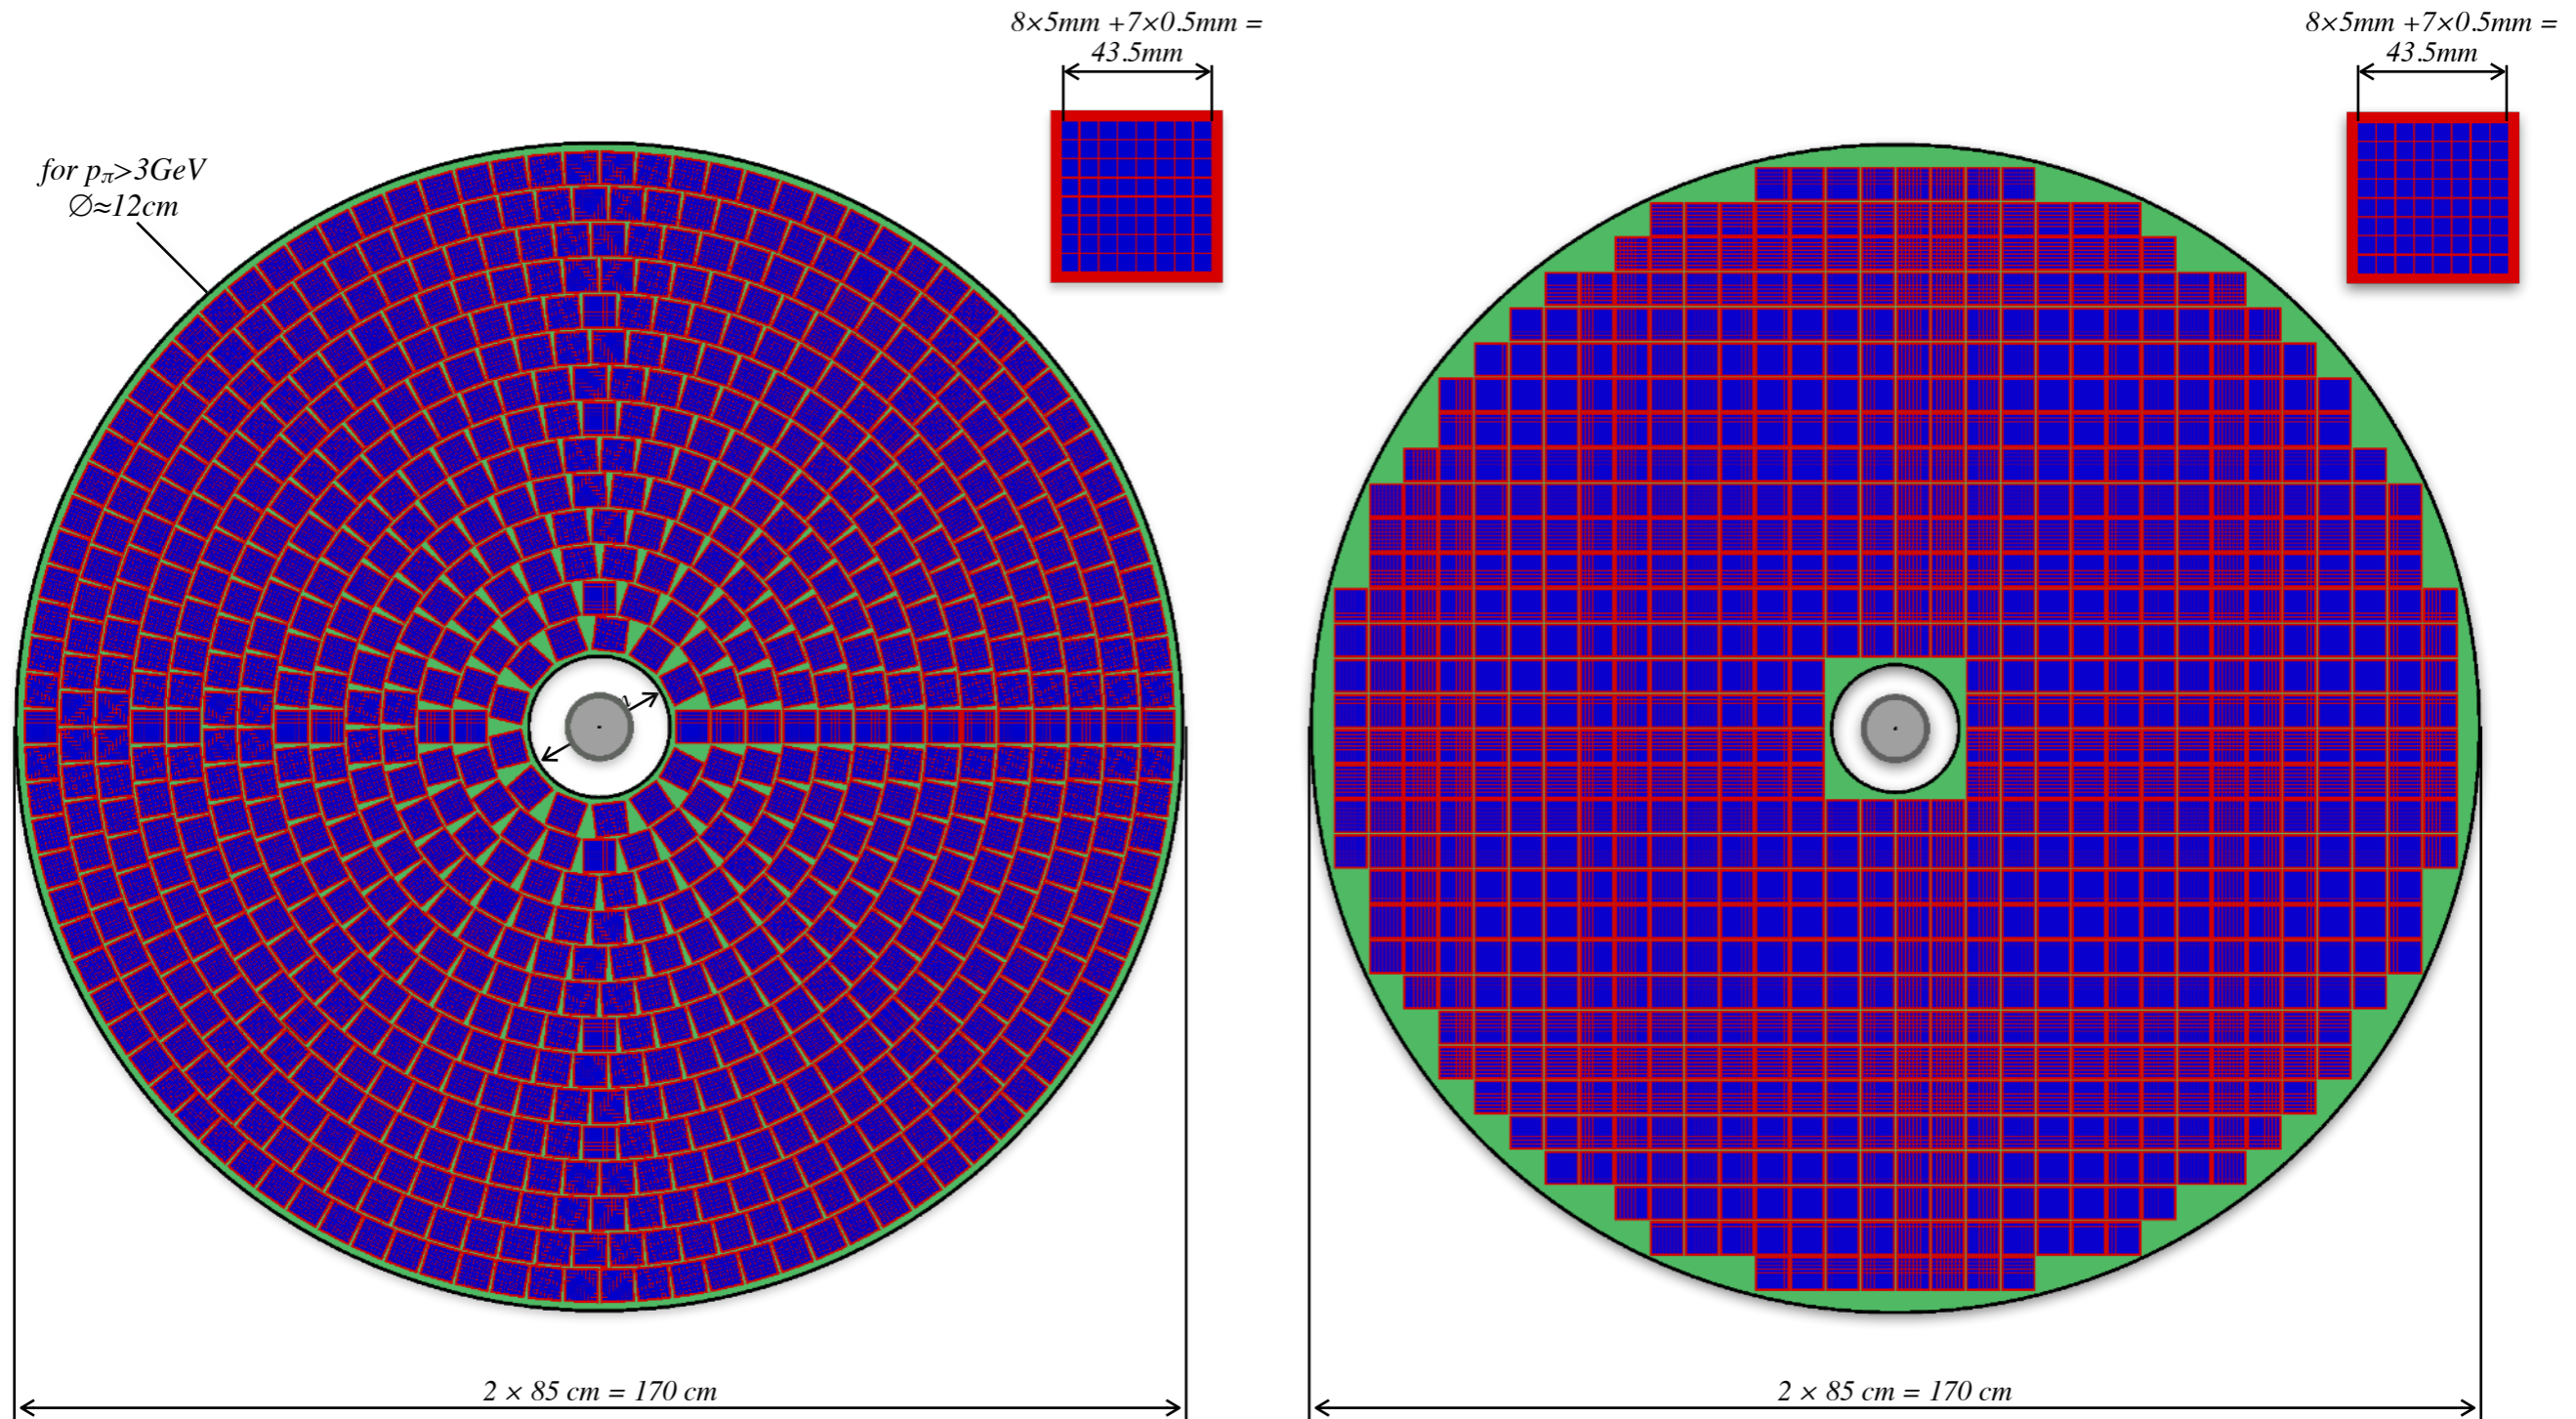 8×5mm +7×0.5mm =
43.5mm
8×5mm +7×0.5mm =
43.5mm
for pπ>3GeV
∅≈12cm
2 × 85 cm = 170 cm
2 × 85 cm = 170 cm